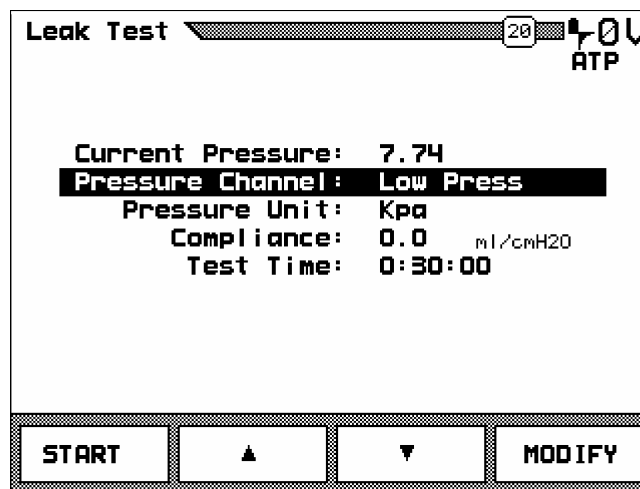 Leak Test 20
ATP
Current Pressure: 7.74
Pressure Channel: Low Press
Pressure Unit: Kpa
Compliance: 0.0 ml/cmH2O
Test Time: 0:30:00
START ▲ ▼ MODIFY